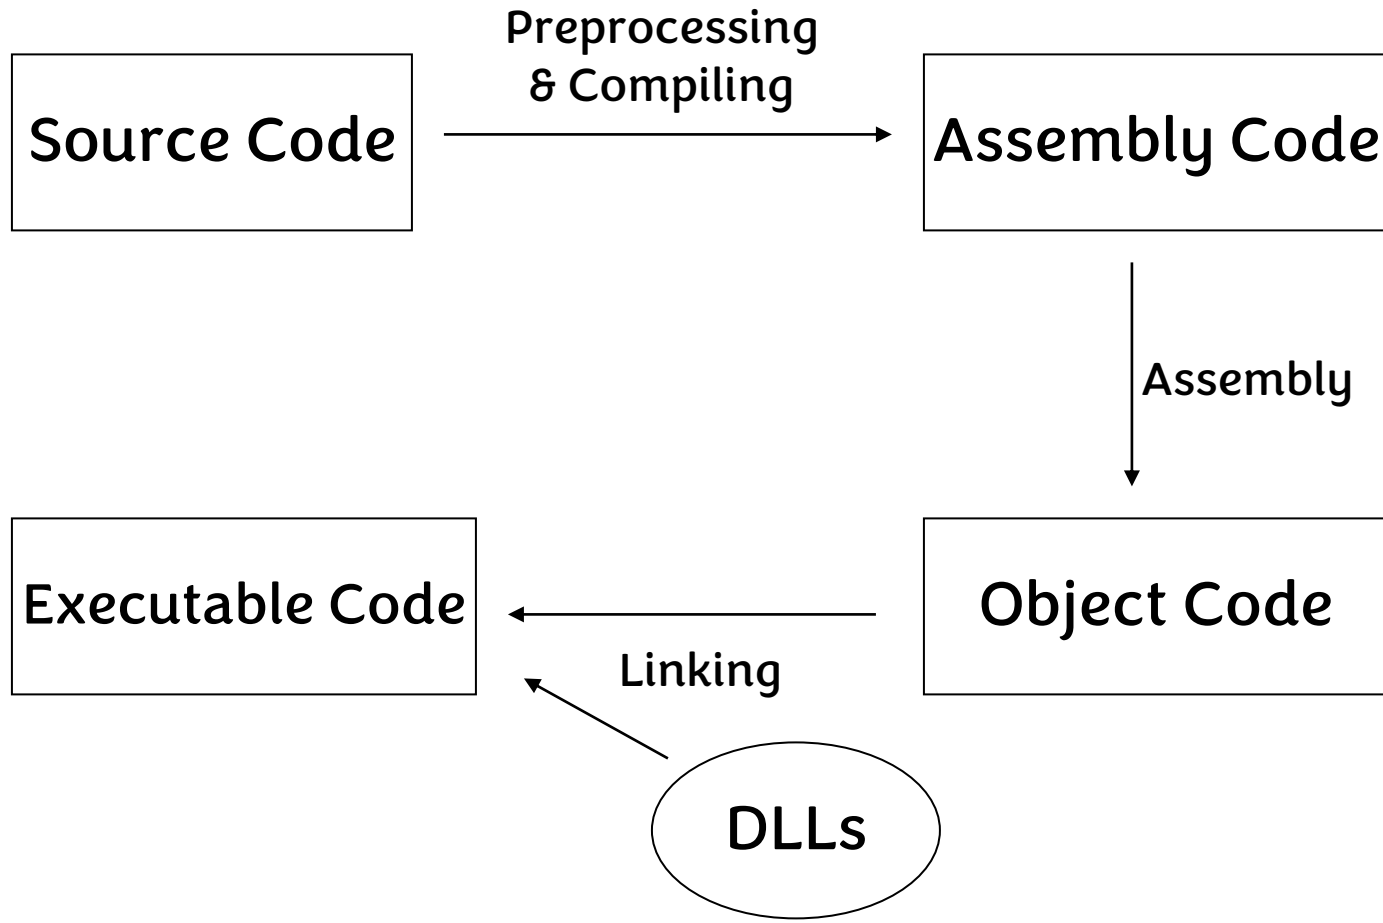 Preprocessing
& Compiling
Source Code
Assembly Code
Assembly
Executable Code
Object Code
Linking
DLLs